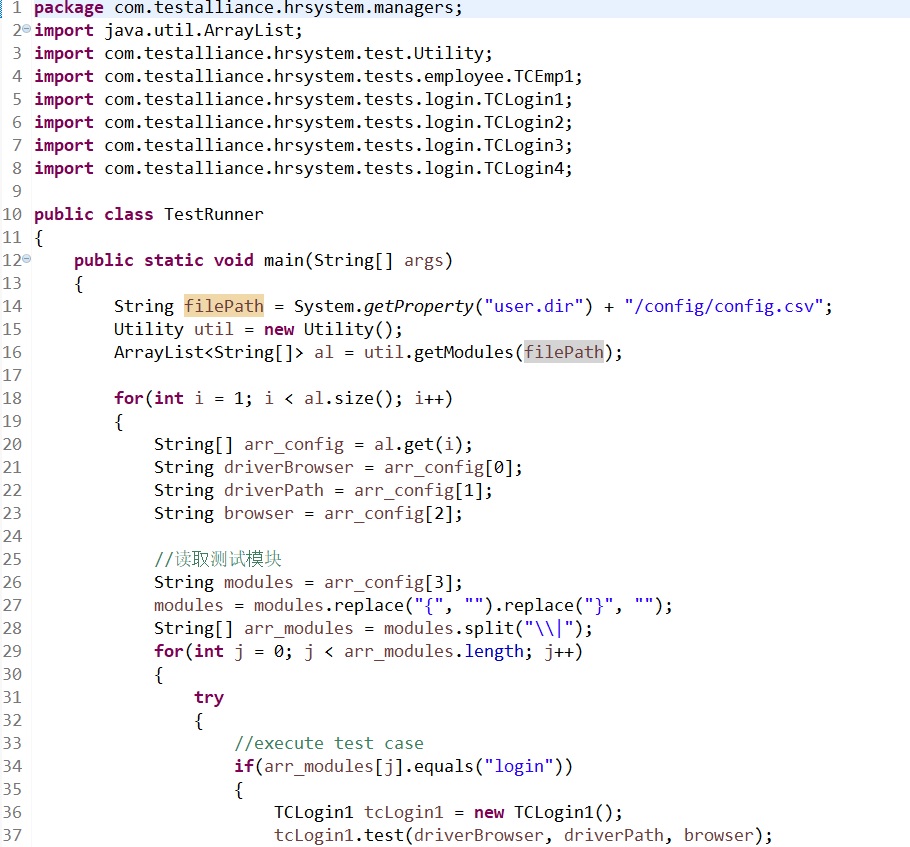 1 package com.testalliance.hrsystem.managers;
2 import java.util.ArrayList;
3 import com.testalliance.hrsystem.test.Utility;
4 import com.testalliance.hrsystem.tests.employee.TCEmp1;
5 import com.testalliance.hrsystem.tests.login.TCLogin1;
6 import com.testalliance.hrsystem.tests.login.TCLogin2;
7 import com.testalliance.hrsystem.tests.login.TCLogin3;
8 import com.testalliance.hrsystem.tests.login.TCLogin4;
9
10 public class TestRunner
11 {
12     public static void main(String[] args)
13     {
14         String filePath = System.getProperty("user.dir") + "/config/config.csv";
15         Utility util = new Utility();
16         ArrayList<String[]> al = util.getModules(filePath);
17
18         for(int i = 1; i < al.size(); i++)
19         {
20             String[] arr_config = al.get(i);
21             String driverBrowser = arr_config[0];
22             String driverPath = arr_config[1];
23             String browser = arr_config[2];
24
25             //读取测试模块
26             String modules = arr_config[3];
27             modules = modules.replace("{", "").replace("}", "");
28             String[] arr_modules = modules.split("\\|");
29             for(int j = 0; j < arr_modules.length; j++)
30             {
31                 try
32                 {
33                     //execute test case
34                     if(arr_modules[j].equals("login"))
35                     {
36                         TCLogin1 tcLogin1 = new TCLogin1();
37                         tcLogin1.test(driverBrowser, driverPath, browser);